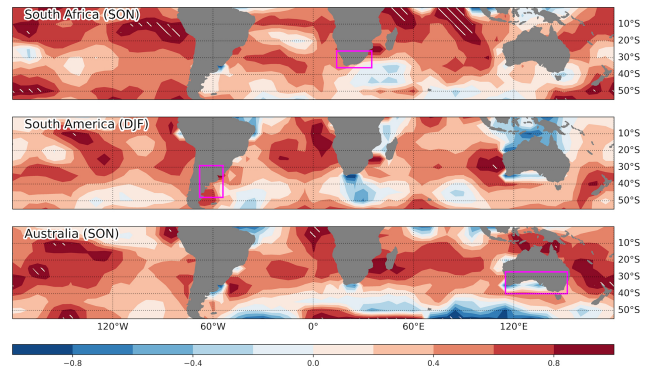 South Africa (SON)
10°S
20°S
30°S
40°S
50°S
South America (DJF)
10°S
20°S
30°S
40°S
50°S
Australia (SON)
10°S
20°S
30°S
40°S
50°S
120°W 60°W 0° 60°E 120°E
−0.8 −0.4 0.0 0.4 0.8